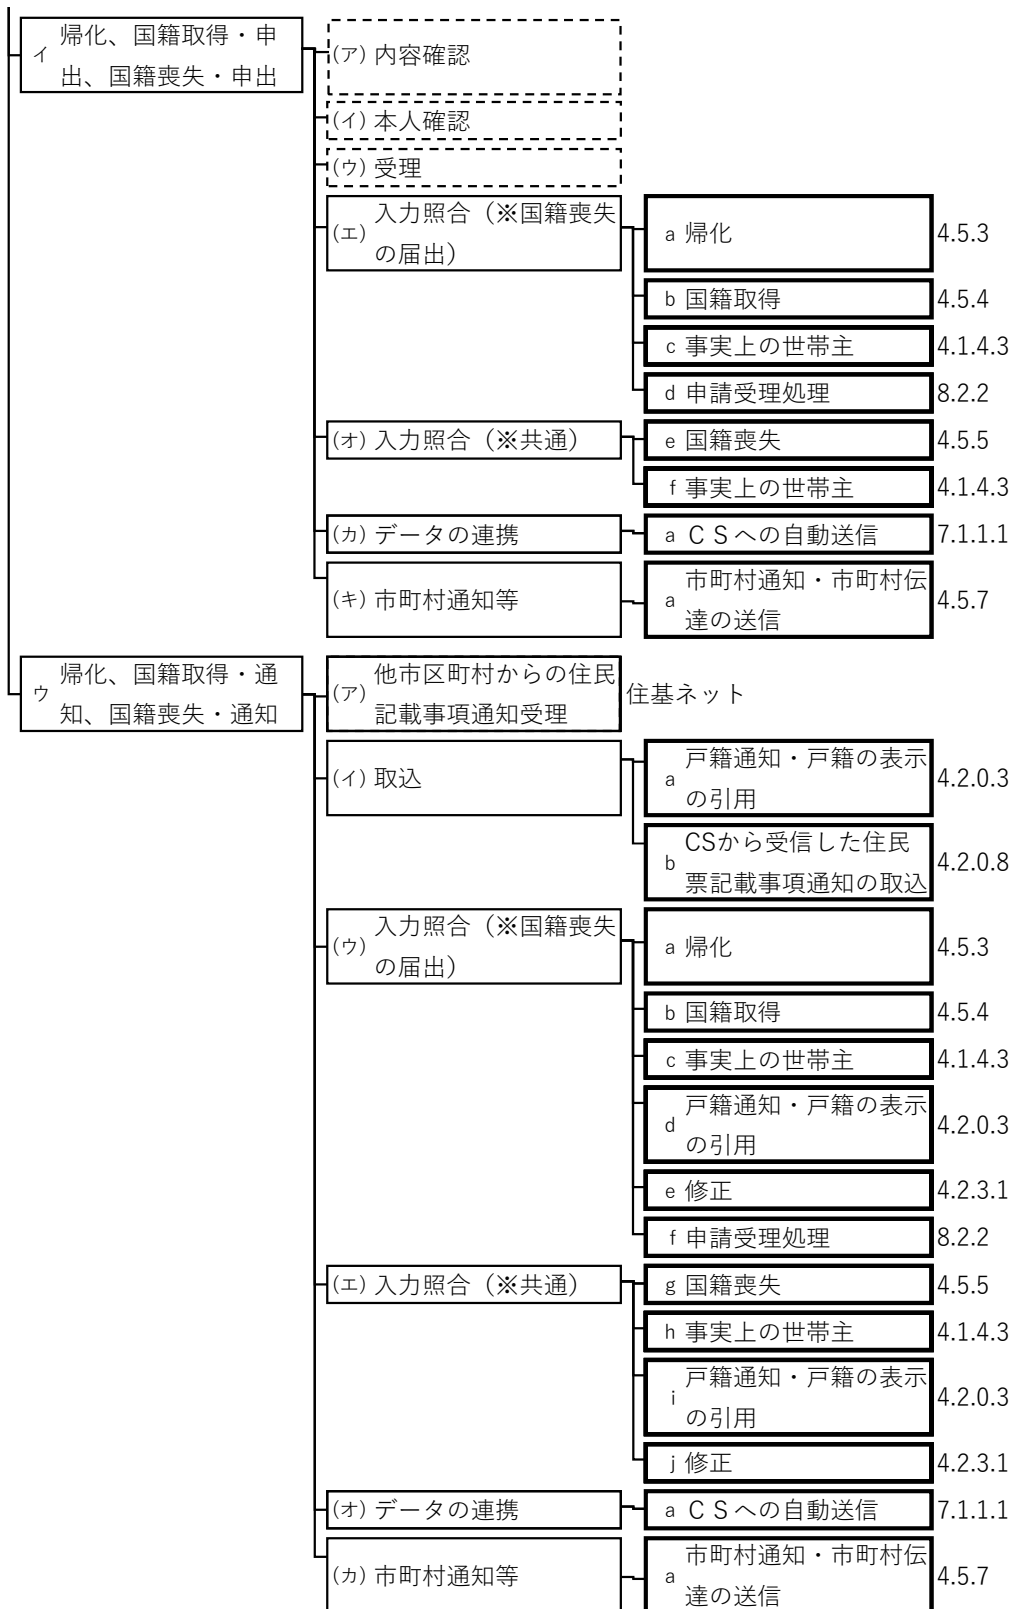 イ 帰化、国籍取得・申
出、国籍喪失・申出
(ア) 内容確認
(イ) 本人確認
(ウ) 受理
(エ) 入力照合（※国籍喪失
の届出）
a 帰化 4.5.3
b 国籍取得 4.5.4
c 事実上の世帯主 4.1.4.3
d 申請受理処理 8.2.2
(オ) 入力照合（※共通）
e 国籍喪失 4.5.5
f 事実上の世帯主 4.1.4.3
(カ) データの連携
a ＣＳへの自動送信 7.1.1.1
(キ) 市町村通知等
a 市町村通知・市町村伝
達の送信 4.5.7
ウ 帰化、国籍取得・通
知、国籍喪失・通知
(ア) 他市区町村からの住民
記載事項通知受理
住基ネット
(イ) 取込
a 戸籍通知・戸籍の表示
の引用 4.2.0.3
b CSから受信した住民
票記載事項通知の取込 4.2.0.8
(ウ) 入力照合（※国籍喪失
の届出）
a 帰化 4.5.3
b 国籍取得 4.5.4
c 事実上の世帯主 4.1.4.3
d 戸籍通知・戸籍の表示
の引用 4.2.0.3
e 修正 4.2.3.1
f 申請受理処理 8.2.2
(エ) 入力照合（※共通）
g 国籍喪失 4.5.5
h 事実上の世帯主 4.1.4.3
i 戸籍通知・戸籍の表示
の引用 4.2.0.3
j 修正 4.2.3.1
(オ) データの連携
a ＣＳへの自動送信 7.1.1.1
(カ) 市町村通知等
a 市町村通知・市町村伝
達の送信 4.5.7